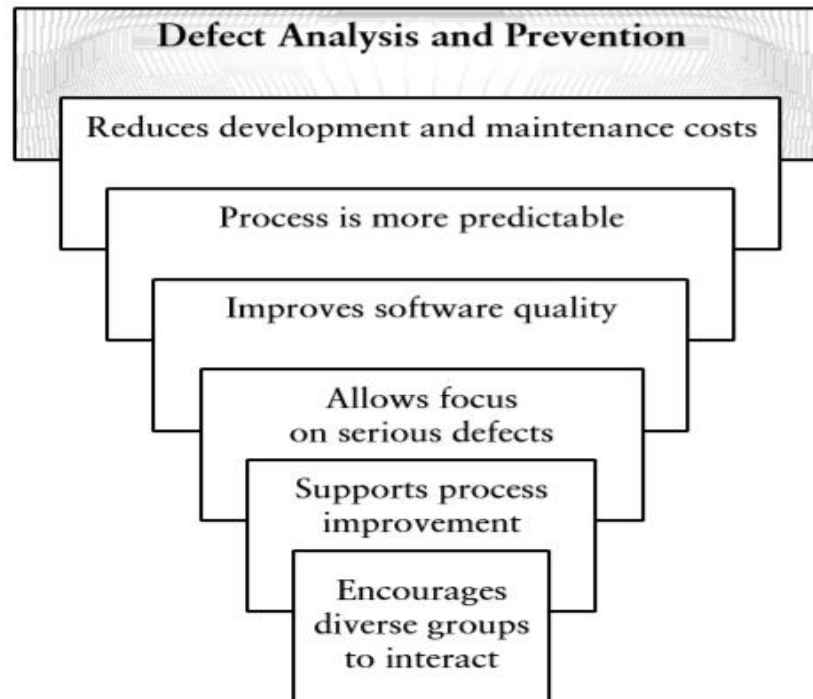 Defect Analysis and Prevention
Reduces development and maintenance costs
Process is more predictable
Improves software quality
Allows focus
on serious defects
Supports process
improvement
Encourages
diverse groups
to interact